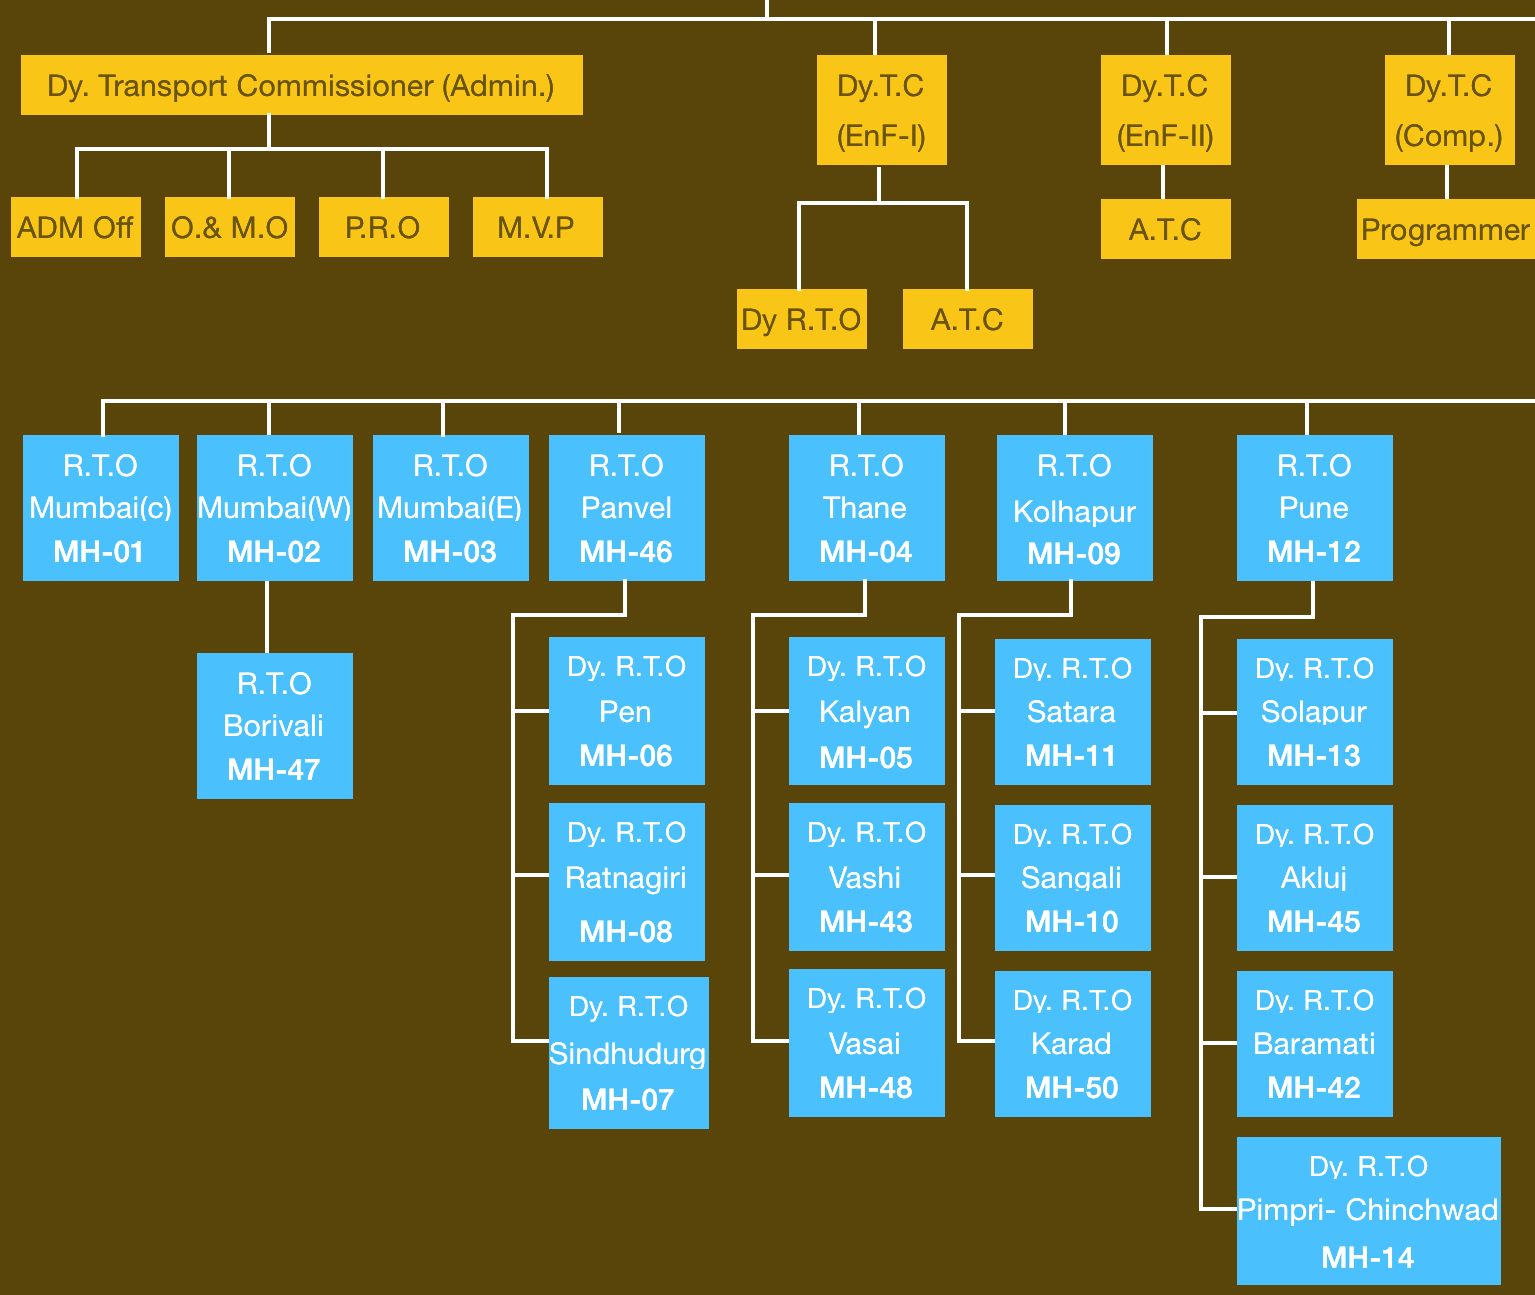 Dy. Transport Commissioner (Admin.)
Dy.T.C
(EnF-I)
Dy.T.C
(EnF-II)
Dy.T.C
(Comp.)
ADM Off
O.& M.O
P.R.O
M.V.P
A.T.C
Programmer
Dy R.T.O
A.T.C
R.T.O
Mumbai(c)
MH-01
R.T.O
Mumbai(W)
MH-02
R.T.O
Mumbai(E)
MH-03
R.T.O
Panvel
MH-46
R.T.O
Thane
MH-04
R.T.O
Kolhapur
MH-09
R.T.O
Pune
MH-12
R.T.O
Borivali
MH-47
Dy. R.T.O
Pen
MH-06
Dy. R.T.O
Ratnagiri
MH-08
Dy. R.T.O
Sindhudurg
MH-07
Dy. R.T.O
Kalyan
MH-05
Dy. R.T.O
Vashi
MH-43
Dy. R.T.O
Vasai
MH-48
Dy. R.T.O
Satara
MH-11
Dy. R.T.O
Sangali
MH-10
Dy. R.T.O
Karad
MH-50
Dy. R.T.O
Solapur
MH-13
Dy. R.T.O
Akluj
MH-45
Dy. R.T.O
Baramati
MH-42
Dy. R.T.O
Pimpri- Chinchwad
MH-14